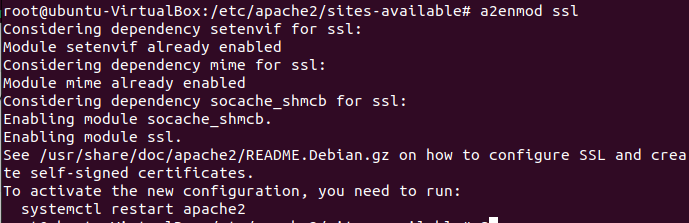 root@ubuntu-VirtualBox:/etc/apache2/sites-available# a2enmod ssl
Considering dependency setenvif for ssl:
Module setenvif already enabled
Considering dependency mime for ssl:
Module mime already enabled
Considering dependency socache_shmcb for ssl:
Enabling module socache_shmcb.
Enabling module ssl.
See /usr/share/doc/apache2/README.Debian.gz on how to configure SSL and crea
te self-signed certificates.
To activate the new configuration, you need to run:
  systemctl restart apache2